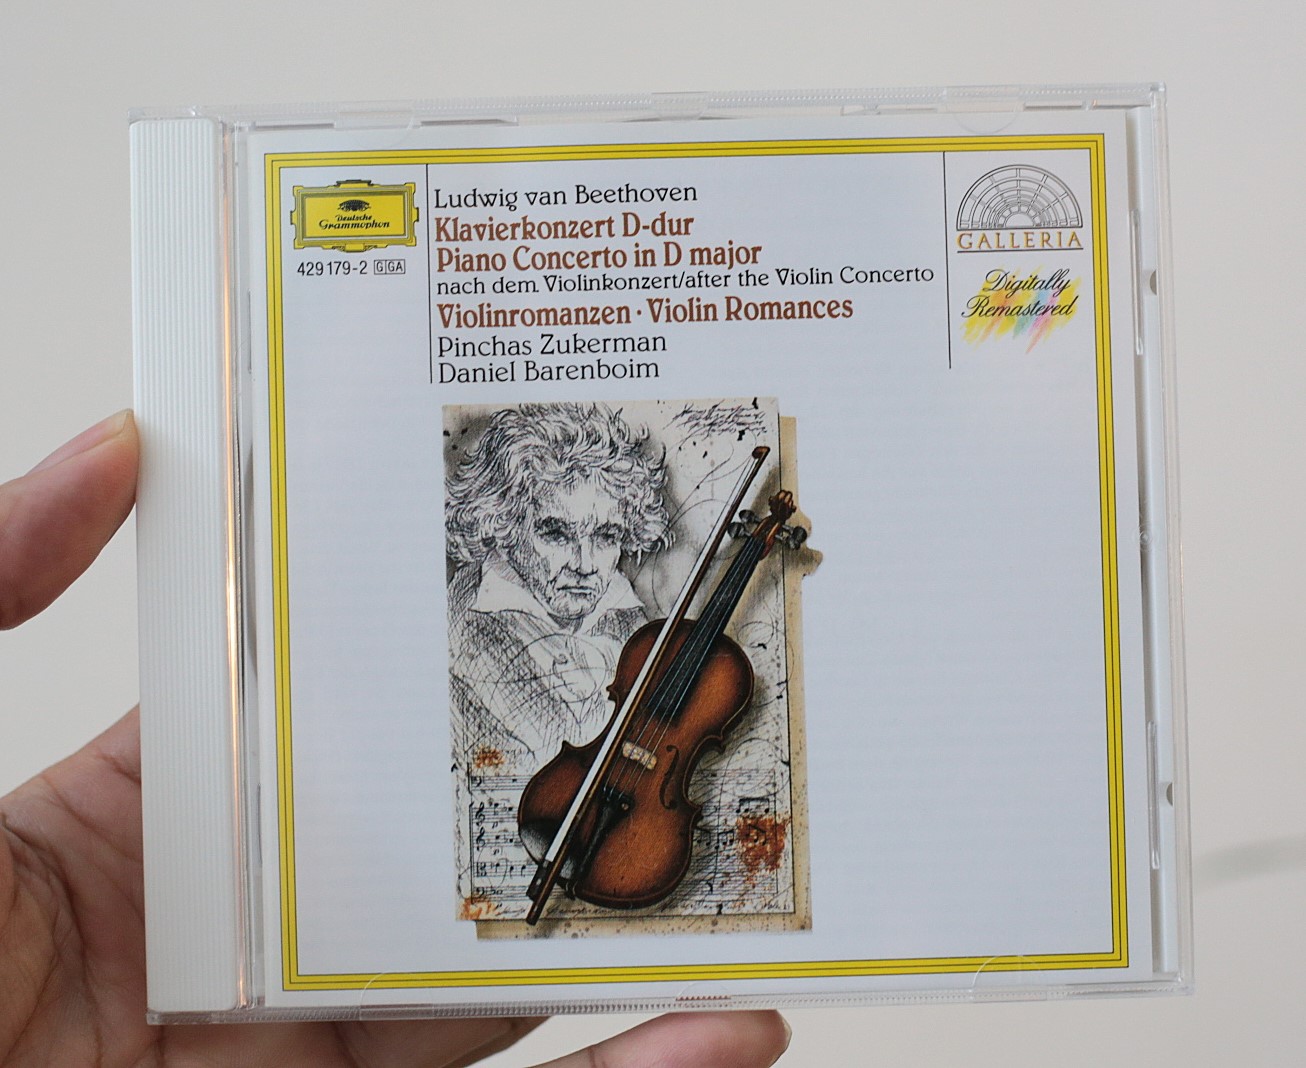 Deutsche
Grammophon
429 179-2 GGA
Ludwig van Beethoven
Klavierkonzert D-dur
Piano Concerto in D major
nach dem Violinkonzert/after the Violin Concerto
Violinromanzen · Violin Romances
Pinchas Zukerman
Daniel Barenboim
GALLERIA
Digitally
Remastered